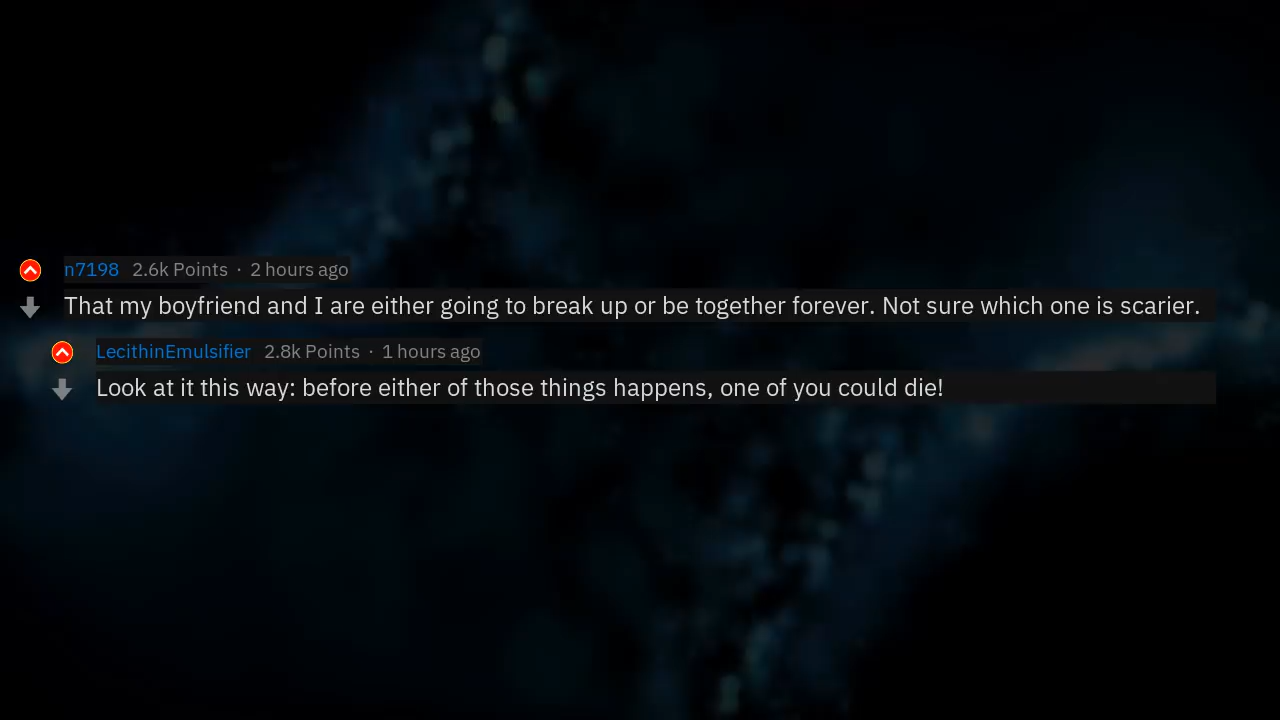 n7198 2.6k Points · 2 hours ago
That my boyfriend and I are either going to break up or be together forever. Not sure which one is scarier.
LecithinEmulsifier 2.8k Points · 1 hours ago
Look at it this way: before either of those things happens, one of you could die!